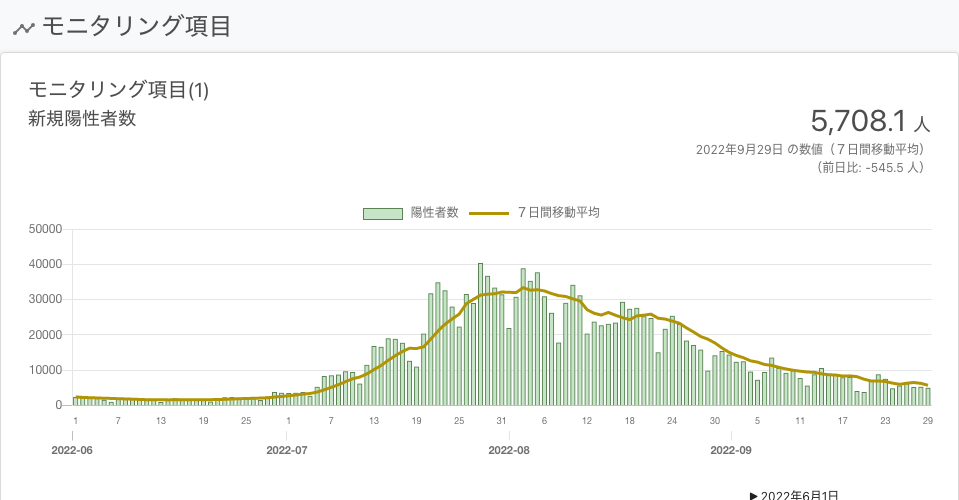 モニタリング項目
モニタリング項目(1)
新規陽性者数
5,708.1 人
2022年9月29日 の数値（７日間移動平均）
（前日比: -545.5 人）
陽性者数 ７日間移動平均
50000
40000
30000
20000
10000
0
1 7 13 19 25 1 7 13 19 25 31 6 12 18 24 30 5 11 17 23 29
2022-06 2022-07 2022-08 2022-09
▶ 2022年6月1日